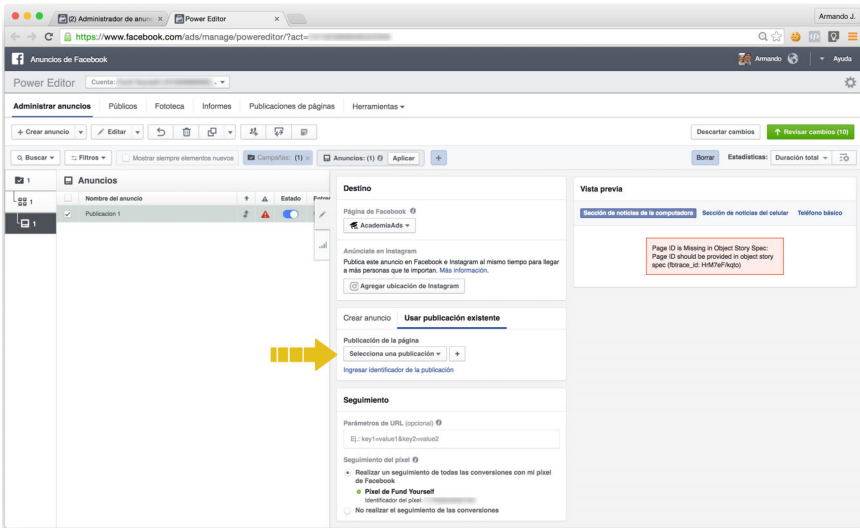 (2) Administrador de anunc
Power Editor
Armando J.
https://www.facebook.com/ads/manage/powereditor/?act=
Anuncios de Facebook
Armando
Ayuda
Power Editor
Cuenta:
Administrar anuncios
Públicos
Fototeca
Informes
Publicaciones de páginas
Herramientas
+ Crear anuncio
Editar
Descartar cambios
Revisar cambios (10)
Buscar
Filtros
Mostrar siempre elementos nuevos
Campañas: (1)
Anuncios: (1)
Aplicar
+
Borrar
Estadísticas:
Duración total
1
Anuncios
1
1
Nombre del anuncio
Estado
Publicacion 1
Destino
Página de Facebook
AcademiaAds
Anúnciate en Instagram
Publica este anuncio en Facebook e Instagram al mismo tiempo para llegar
a más personas que te importan. Más información.
Agregar ubicación de Instagram
Crear anuncio
Usar publicación existente
Publicación de la página
Selecciona una publicación
+
Ingresar identificador de la publicación
Seguimiento
Parámetros de URL (opcional)
Ej.: key1=value1&key2=value2
Seguimiento del píxel
Realizar un seguimiento de todas las conversiones con mi píxel
de Facebook
Píxel de Fund Yourself
Identificador del píxel:
No realizar el seguimiento de las conversiones
Vista previa
Sección de noticias de la computadora
Sección de noticias del celular
Teléfono básico
Page ID is Missing in Object Story Spec:
Page ID should be provided in object story
spec (fbtrace_id: HrM7eF/kqto)